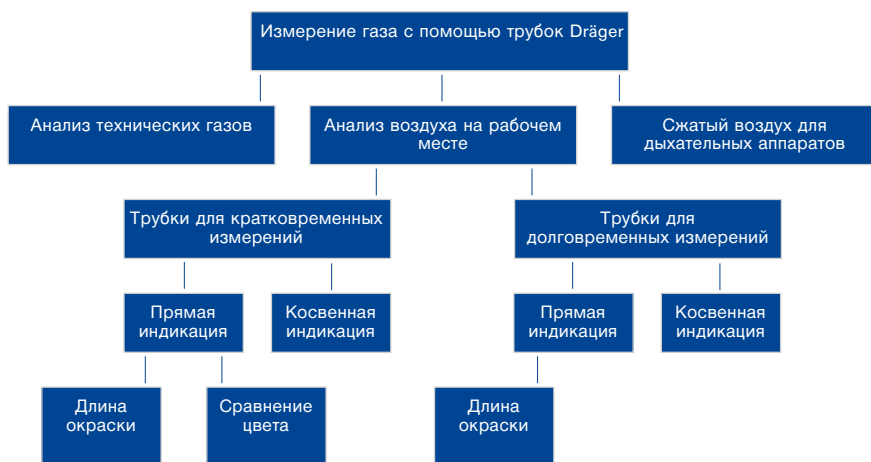 Измерение газа с помощью трубок Dräger
Анализ технических газов
Анализ воздуха на рабочем
месте
Сжатый воздух для
дыхательных аппаратов
Трубки для кратковременных
измерений
Трубки для
долговременных измерений
Прямая
индикация
Косвенная
индикация
Прямая
индикация
Косвенная
индикация
Длина
окраски
Сравнение
цвета
Длина
окраски